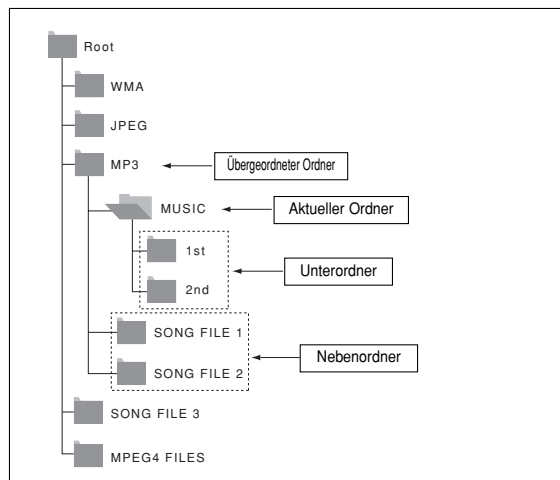 Root
WMA
JPEG
MP3
Übergeordneter Ordner
MUSIC
Aktueller Ordner
1st
Unterordner
2nd
SONG FILE 1
Nebenordner
SONG FILE 2
SONG FILE 3
MPEG4 FILES